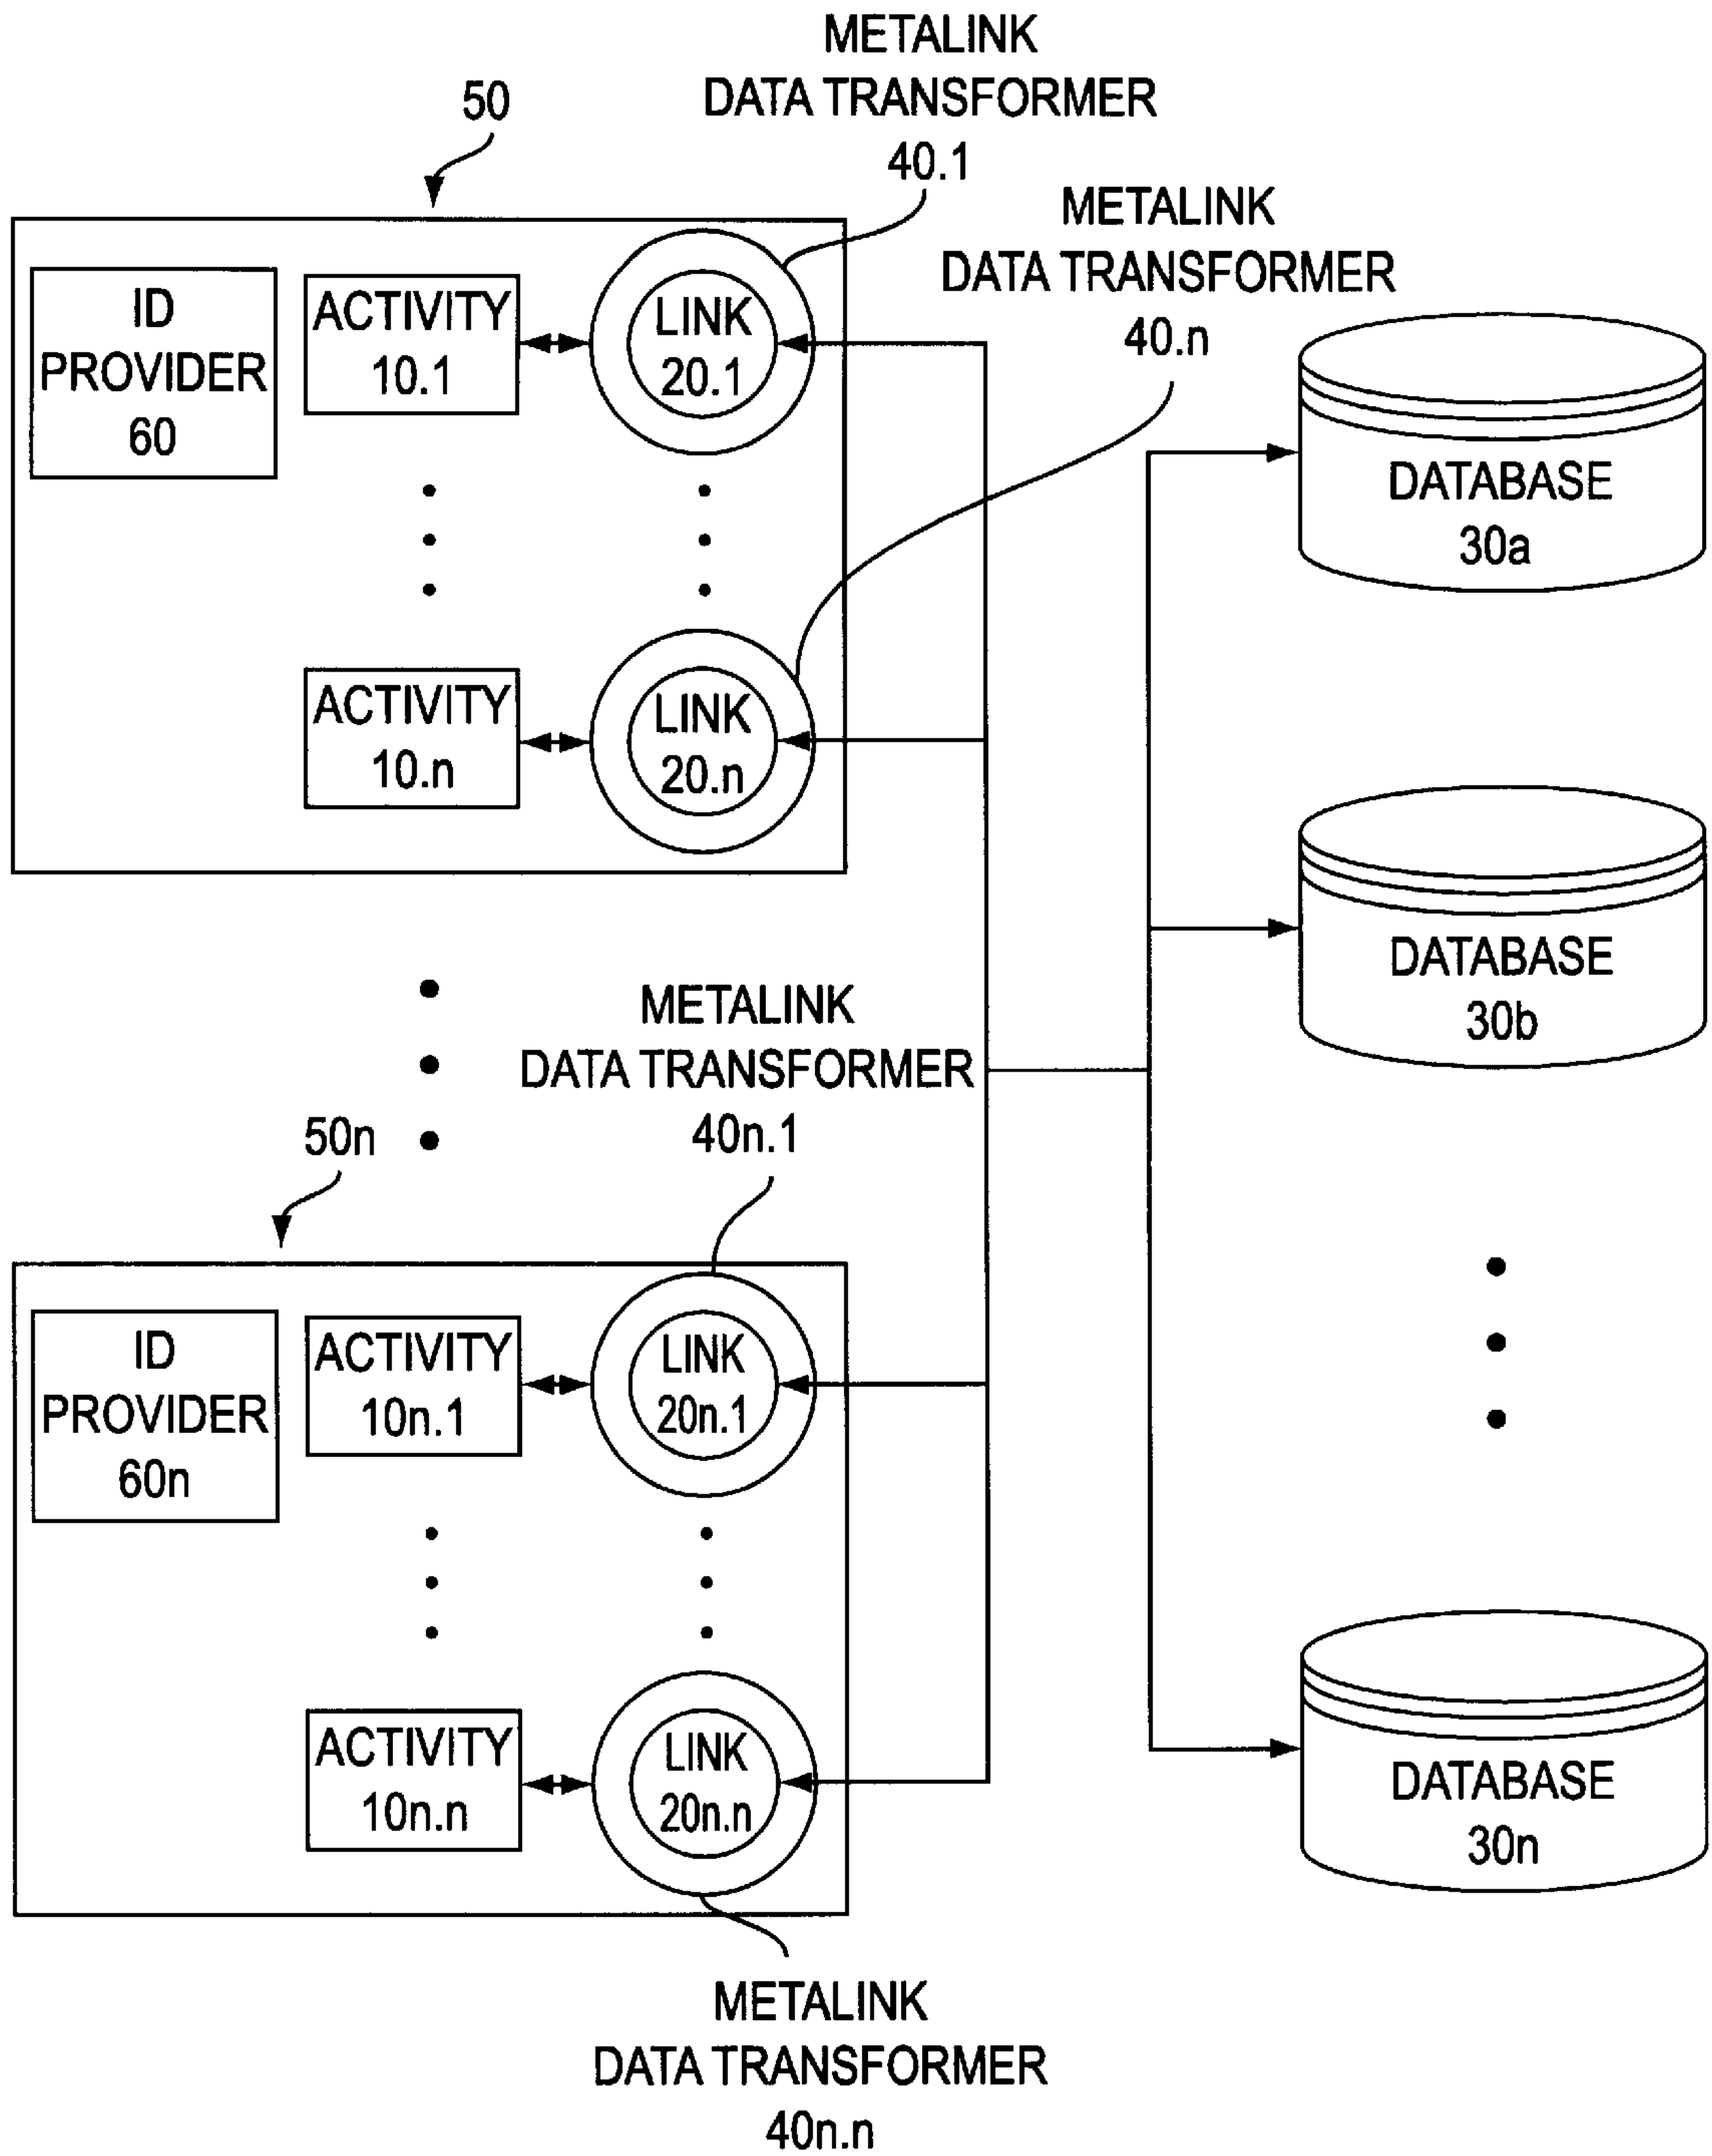 METALINK
DATA TRANSFORMER
40.1
50
METALINK
DATA TRANSFORMER
40.n
ID
PROVIDER
60
ACTIVITY
10.1
LINK
20.1
DATABASE
30a
ACTIVITY
10.n
LINK
20.n
DATABASE
30b
METALINK
DATA TRANSFORMER
40n.1
50n
ID
PROVIDER
60n
ACTIVITY
10n.1
LINK
20n.1
ACTIVITY
10n.n
LINK
20n.n
DATABASE
30n
METALINK
DATA TRANSFORMER
40n.n